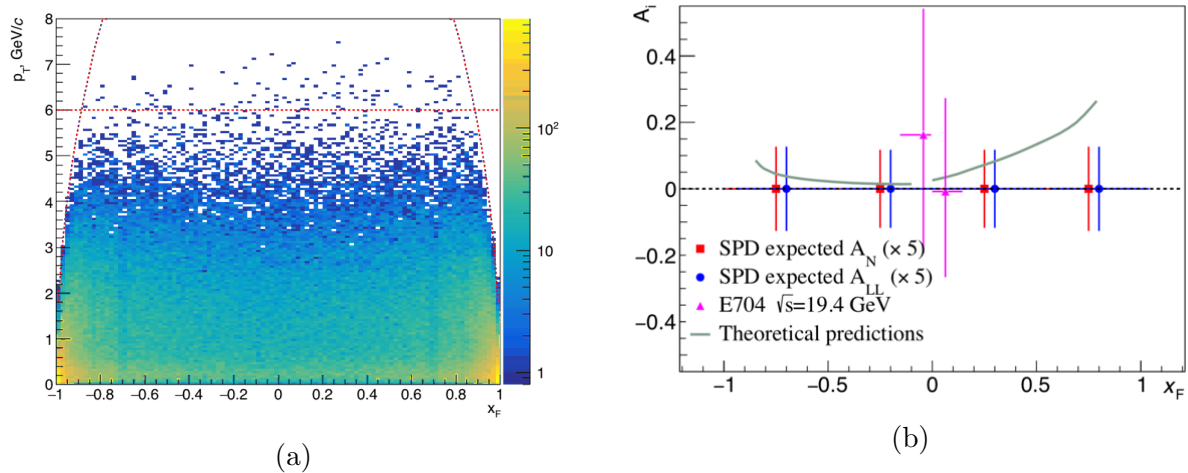 8
7
6
5
4
3
2
1
0
p_T, GeV/c
−1 −0.8 −0.6 −0.4 −0.2 0 0.2 0.4 0.6 0.8 1
x_F
10²
10
1
(a)
A_i
0.4
0.2
0
−0.2
−0.4
SPD expected A_N (× 5)
SPD expected A_LL (× 5)
E704 √s=19.4 GeV
Theoretical predictions
−1 −0.5 0 0.5 1 x_F
(b)